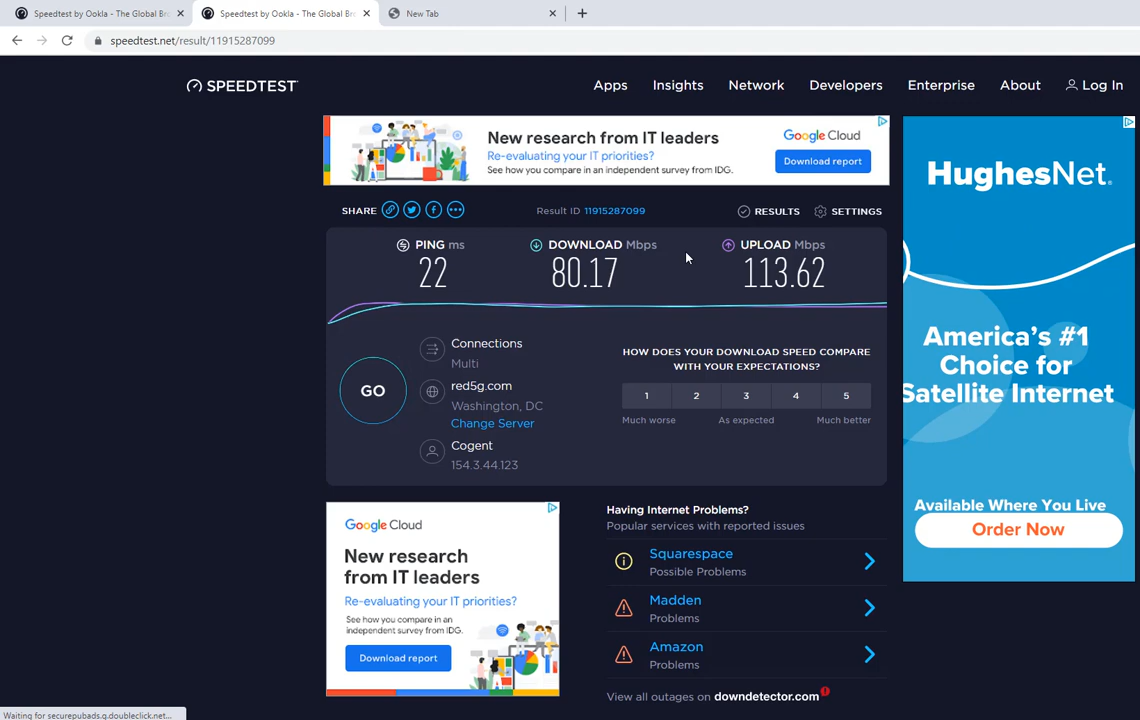 Speedtest by Ookla - The Global Br
Speedtest by Ookla - The Global Br
New Tab
speedtest.net/result/11915287099
SPEEDTEST
Apps
Insights
Network
Developers
Enterprise
About
Log In
New research from IT leaders
Re-evaluating your IT priorities?
See how you compare in an independent survey from IDG.
Google Cloud
Download report
HughesNet.
America's #1
Choice for
Satellite Internet
Available Where You Live
Order Now
SHARE
Result ID 11915287099
RESULTS
SETTINGS
PING ms
22
DOWNLOAD Mbps
80.17
UPLOAD Mbps
113.62
GO
Connections
Multi
red5g.com
Washington, DC
Change Server
Cogent
154.3.44.123
HOW DOES YOUR DOWNLOAD SPEED COMPARE
WITH YOUR EXPECTATIONS?
1 2 3 4 5
Much worse As expected Much better
Google Cloud
New research
from IT leaders
Re-evaluating your IT priorities?
See how you compare in an
independent survey from IDG.
Download report
Having Internet Problems?
Popular services with reported issues
Squarespace
Possible Problems
Madden
Problems
Amazon
Problems
View all outages on downdetector.com
Waiting for securepubads.g.doubleclick.net...